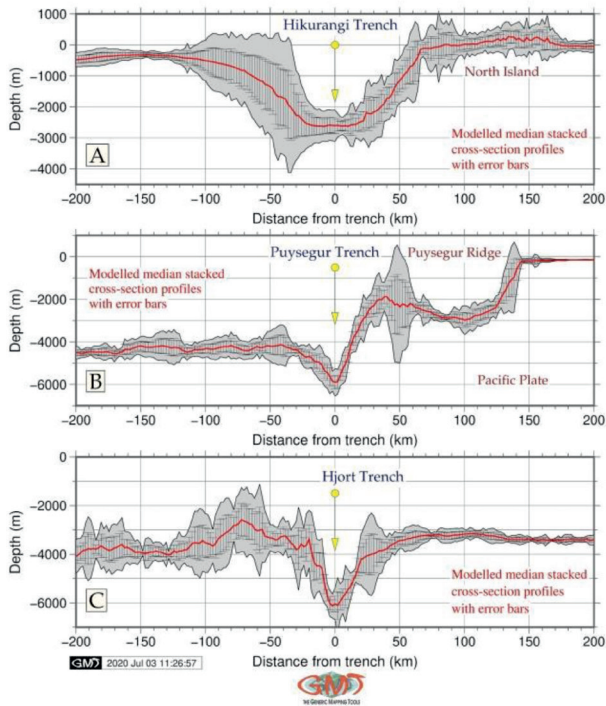 1000
0
−1000
−2000
−3000
−4000
Depth (m)
Hikurangi Trench
North Island
A
Modelled median stacked
cross-section profiles
with error bars
−200 −150 −100 −50 0 50 100 150 200
Distance from trench (km)
0
−2000
−4000
−6000
Depth (m)
Puysegur Trench
Puysegur Ridge
Modelled median stacked
cross-section profiles
with error bars
B
Pacific Plate
−200 −150 −100 −50 0 50 100 150 200
Distance from trench (km)
0
−2000
−4000
−6000
Depth (m)
Hjort Trench
C
Modelled median stacked
cross-section profiles
with error bars
−200 −150 −100 −50 0 50 100 150 200
GMT 2020 Jul 03 11:26:57
Distance from trench (km)
GMT
THE GENERIC MAPPING TOOLS